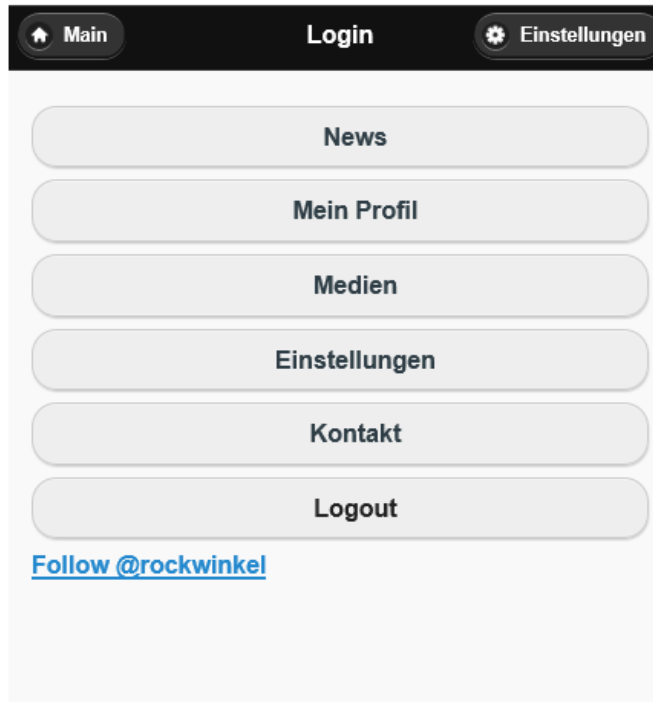 Main Login Einstellungen
News
Mein Profil
Medien
Einstellungen
Kontakt
Logout
Follow @rockwinkel